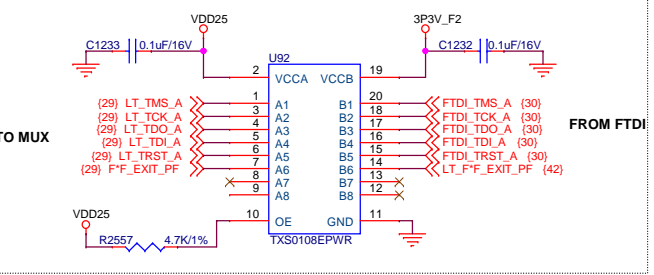 VDD25 3P3V_F2
C1233 0.1uF/16V C1232 0.1uF/16V
U92
2 VCCA VCCB 19
{29} LT_TMS_A 1 A1 B1 20 FTDI_TMS_A {30}
{29} LT_TCK_A 3 A2 B2 18 FTDI_TCK_A {30}
{29} LT_TDO_A 4 A3 B3 17 FTDI_TDO_A {30}
{29} LT_TDI_A 5 A4 B4 16 FTDI_TDI_A {30}
{29} LT_TRST_A 6 A5 B5 15 FTDI_TRST_A {30}
{29} F*F_EXIT_PF 7 A6 B6 14 LT_F*F_EXIT_PF {42}
8 A7 B7 13
9 A8 B8 12
TO MUX
FROM FTDI
VDD25
10 OE GND 11
R2557 4.7K/1%
TXS0108EPWR